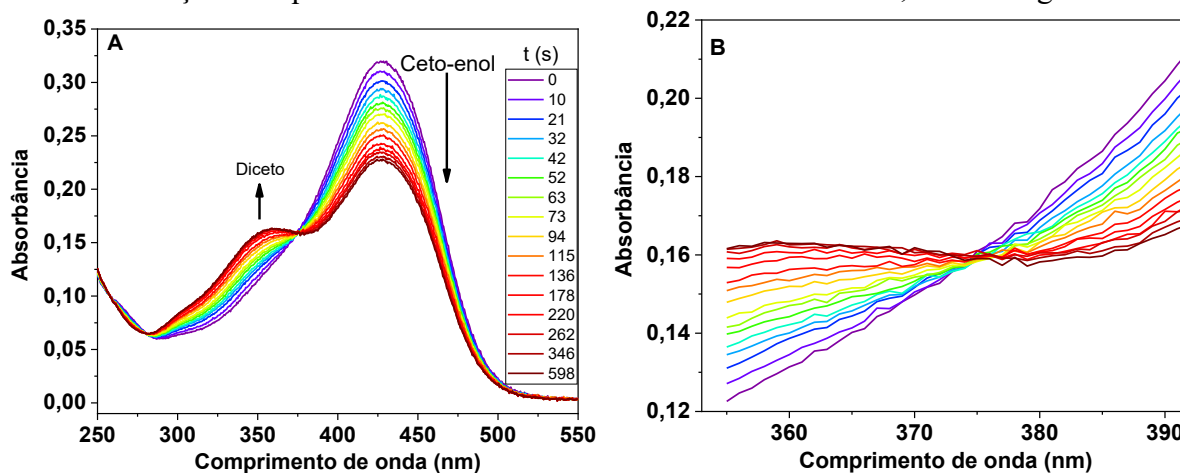 A
B
t (s)
Ceto-enol
Diceto
0
10
21
32
42
52
63
73
94
115
136
178
220
262
346
598
Absorbância
0,35
0,30
0,25
0,20
0,15
0,10
0,05
0,00
250 300 350 400 450 500 550
Comprimento de onda (nm)
Absorbância
0,22
0,20
0,18
0,16
0,14
0,12
360 370 380 390
Comprimento de onda (nm)